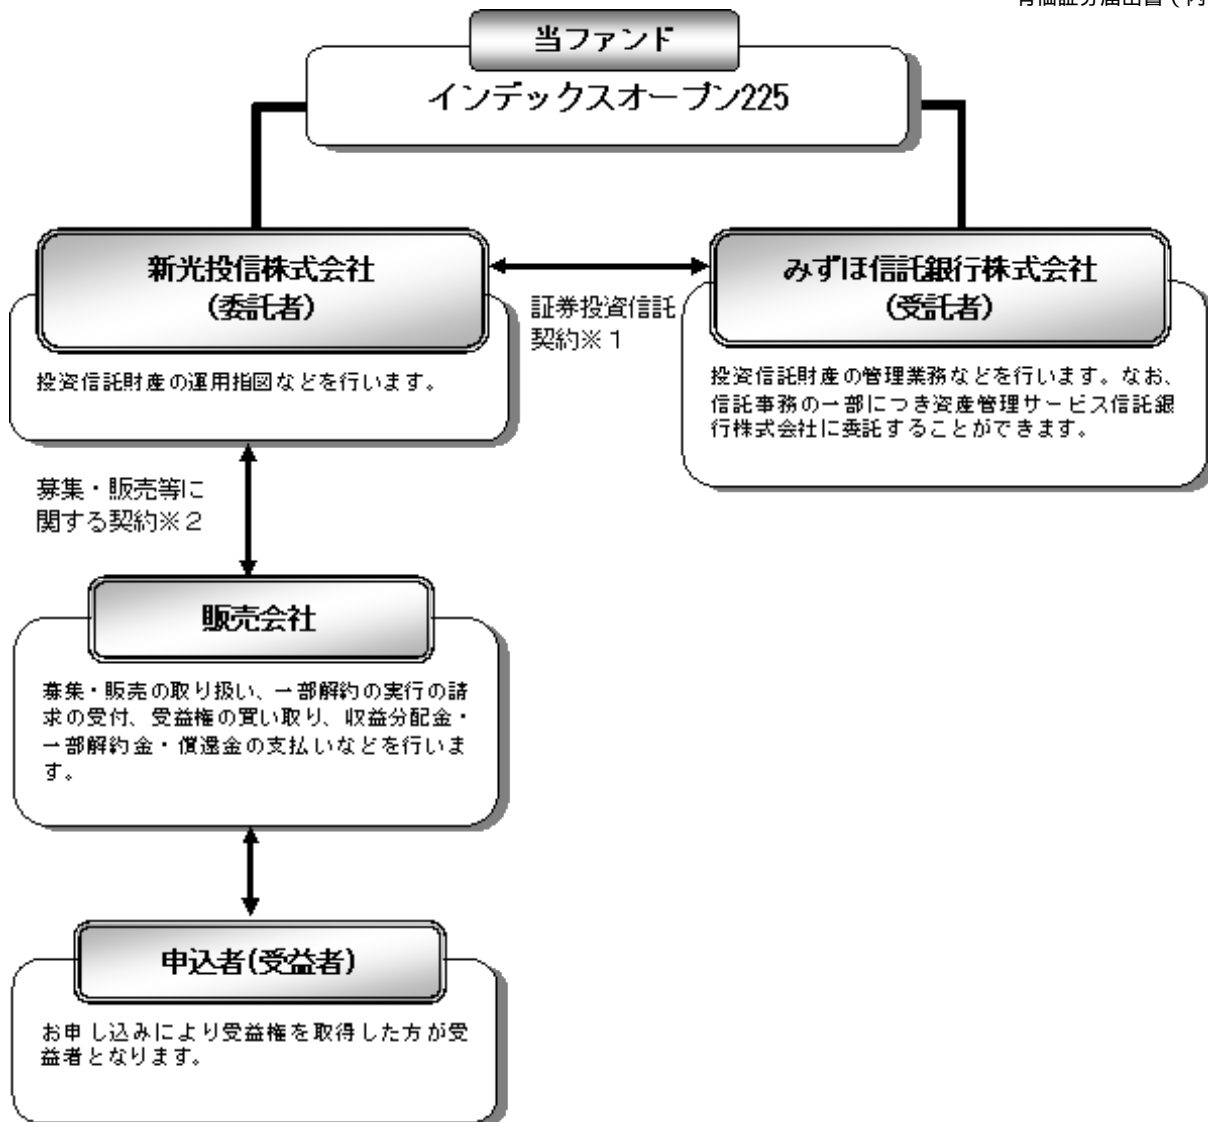 有価証券届出書(内
当ファンド
インデックスオープン225
新光投信株式会社
(委託者)
投資信託財産の運用指図などを行います。
証券投資信託
契約※1
みずほ信託銀行株式会社
(受託者)
投資信託財産の管理業務などを行います。なお、
信託事務の一部につき資産管理サービス信託銀
行株式会社に委託することができます。
募集・販売等に
関する契約※2
販売会社
募集・販売の取り扱い、一部解約の実行の請
求の受付、受益権の買い取り、収益分配金・
一部解約金・償還金の支払いなどを行いま
す。
申込者(受益者)
お申し込みにより受益権を取得した方が受
益者となります。